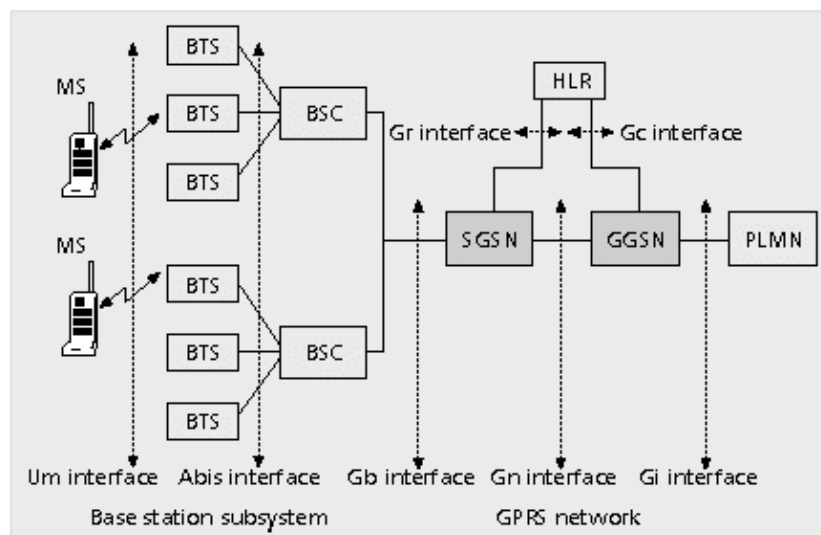 BTS
HLR
MS
BTS
BSC
Gr interface
Gc interface
BTS
SGSN
GGSN
PLMN
MS
BTS
BTS
BSC
BTS
Um interface
Abis interface
Gb interface
Gn interface
Gi interface
Base station subsystem
GPRS network